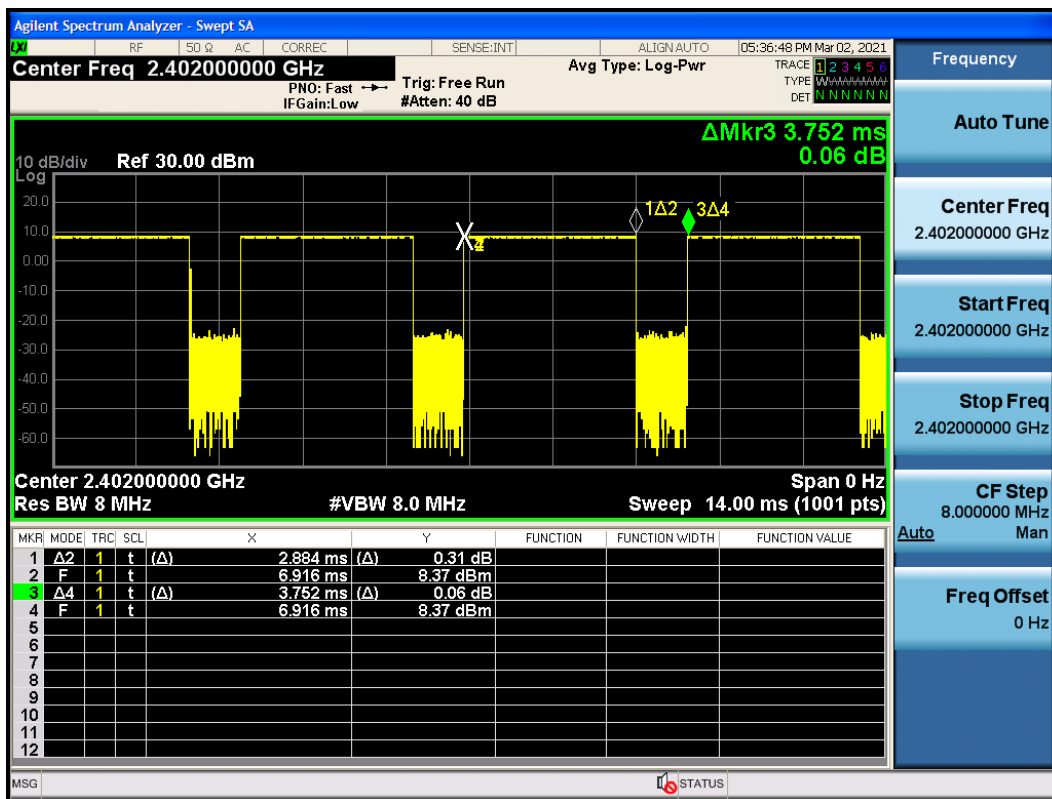 Agilent Spectrum Analyzer - Swept SA
LXI RF 50 Ω AC CORREC SENSE:INT ALIGNAUTO 05:36:48 PM Mar 02, 2021
Center Freq 2.402000000 GHz
PNO: Fast
IFGain:Low
Trig: Free Run
#Atten: 40 dB
Avg Type: Log-Pwr
TRACE 1 2 3 4 5 6
TYPE
DET N N N N N N
ΔMkr3 3.752 ms
0.06 dB
10 dB/div Ref 30.00 dBm
Log
20.0
10.0
0.00
-10.0
-20.0
-30.0
-40.0
-50.0
-60.0
1Δ2 3Δ4
Center 2.402000000 GHz Span 0 Hz
Res BW 8 MHz #VBW 8.0 MHz Sweep 14.00 ms (1001 pts)
MKR MODE TRC SCL X Y FUNCTION FUNCTION WIDTH FUNCTION VALUE
1 Δ2 1 t (Δ) 2.884 ms (Δ) 0.31 dB
2 F 1 t 6.916 ms 8.37 dBm
3 Δ4 1 t (Δ) 3.752 ms (Δ) 0.06 dB
4 F 1 t 6.916 ms 8.37 dBm
5
6
7
8
9
10
11
12
MSG STATUS
Frequency
Auto Tune
Center Freq
2.402000000 GHz
Start Freq
2.402000000 GHz
Stop Freq
2.402000000 GHz
CF Step
8.000000 MHz
Auto Man
Freq Offset
0 Hz